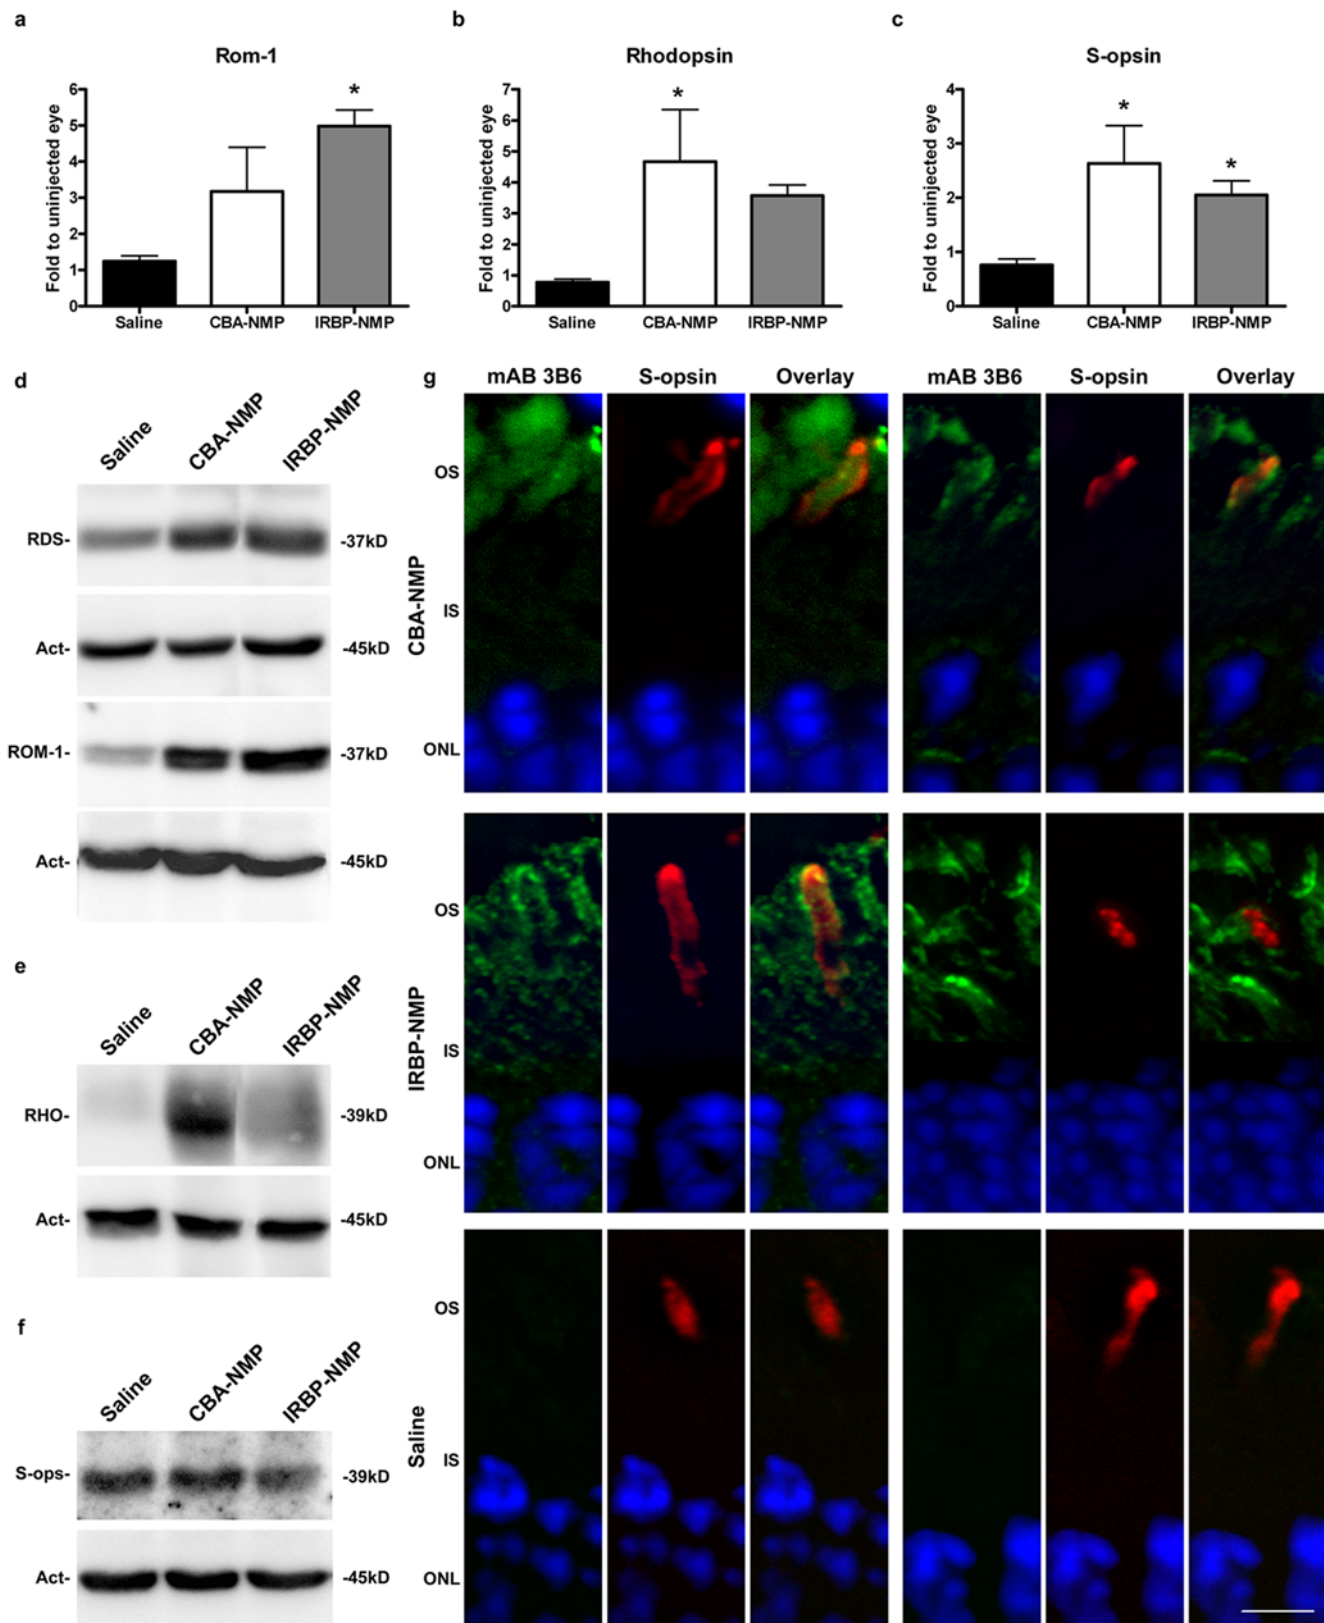 a
Rom-1
Fold to uninjected eye
6
5
4
3
2
1
0
*
Saline
CBA-NMP
IRBP-NMP
b
Rhodopsin
Fold to uninjected eye
7
6
5
4
3
2
1
0
*
Saline
CBA-NMP
IRBP-NMP
c
S-opsin
Fold to uninjected eye
4
3
2
1
0
*
*
Saline
CBA-NMP
IRBP-NMP
d
Saline
CBA-NMP
IRBP-NMP
RDS- -37kD
Act- -45kD
ROM-1- -37kD
Act- -45kD
e
Saline
CBA-NMP
IRBP-NMP
RHO- -39kD
Act- -45kD
f
Saline
CBA-NMP
IRBP-NMP
S-ops- -39kD
Act- -45kD
g
mAB 3B6 S-opsin Overlay mAB 3B6 S-opsin Overlay
CBA-NMP
OS
IS
ONL
IRBP-NMP
OS
IS
ONL
Saline
OS
IS
ONL